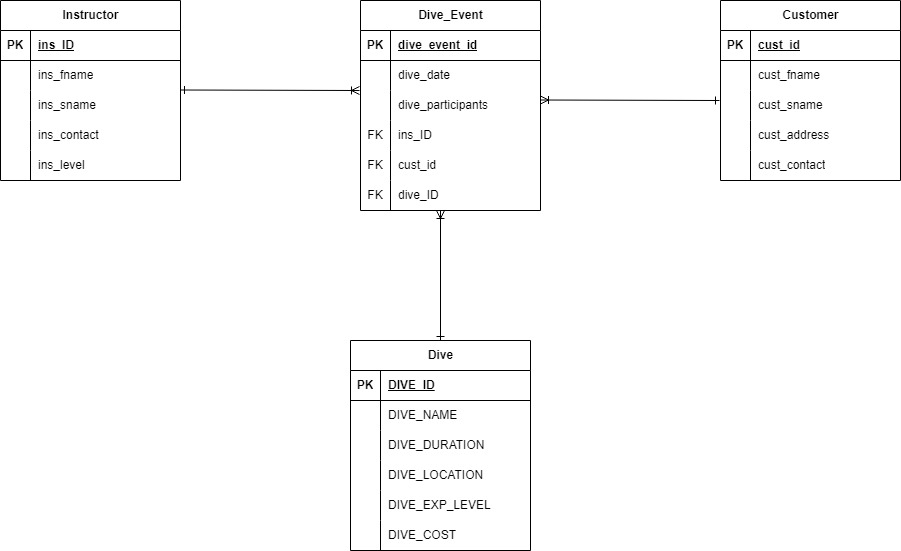 Instructor
PK ins_ID
ins_fname
ins_sname
ins_contact
ins_level
Dive_Event
PK dive_event_id
dive_date
dive_participants
FK ins_ID
FK cust_id
FK dive_ID
Customer
PK cust_id
cust_fname
cust_sname
cust_address
cust_contact
Dive
PK DIVE_ID
DIVE_NAME
DIVE_DURATION
DIVE_LOCATION
DIVE_EXP_LEVEL
DIVE_COST